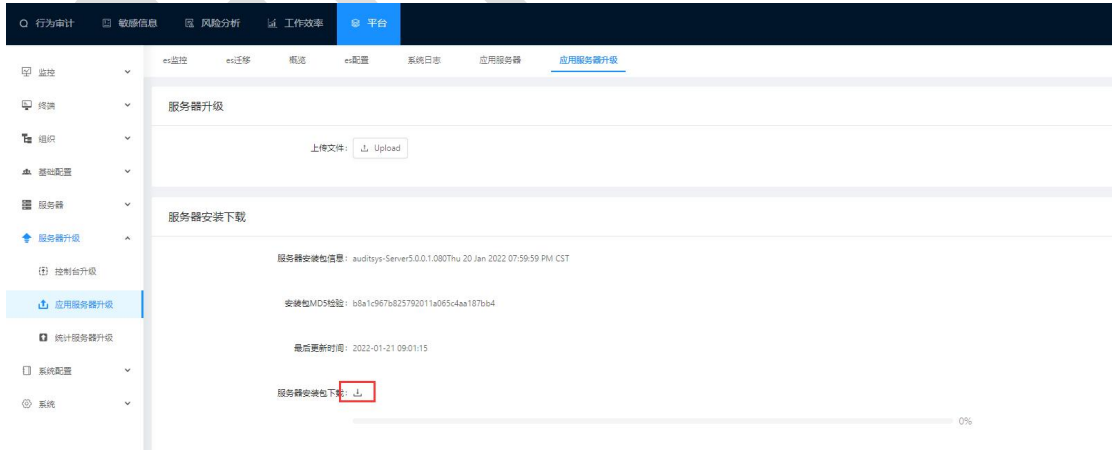 行为审计 敏感信息 风险分析 工作效率 平台
es监控 es迁移 概览 es配置 系统日志 应用服务器 应用服务器升级
监控
终端
组织
基础配置
服务器
服务器升级
控制台升级
应用服务器升级
统计服务器升级
系统配置
系统
服务器升级
上传文件: Upload
服务器安装下载
服务器安装包信息: auditsys-Server5.0.0.1.080Thu 20 Jan 2022 07:59:59 PM CST
安装包MD5检验: b8a1c967b825792011a065c4aa187bb4
最后更新时间: 2022-01-21 09:01:15
服务器安装包下载:
0%